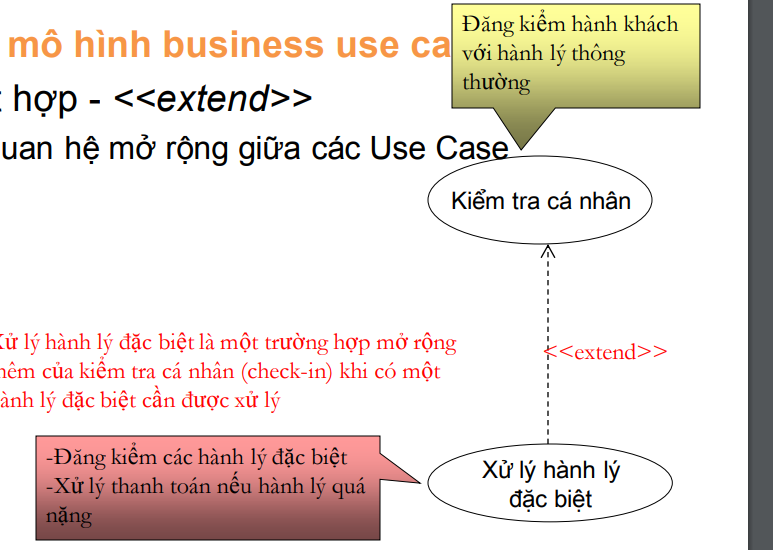 mô hình business use ca
hợp - <<extend>>
uan hệ mở rộng giữa các Use Case
Đăng kiểm hành khách
với hành lý thông
thường
Kiểm tra cá nhân
<<extend>>
Xử lý hành lý đặc biệt là một trường hợp mở rộng
hêm của kiểm tra cá nhân (check-in) khi có một
ành lý đặc biệt cần được xử lý
-Đăng kiểm các hành lý đặc biệt
-Xử lý thanh toán nếu hành lý quá
nặng
Xử lý hành lý
đặc biệt